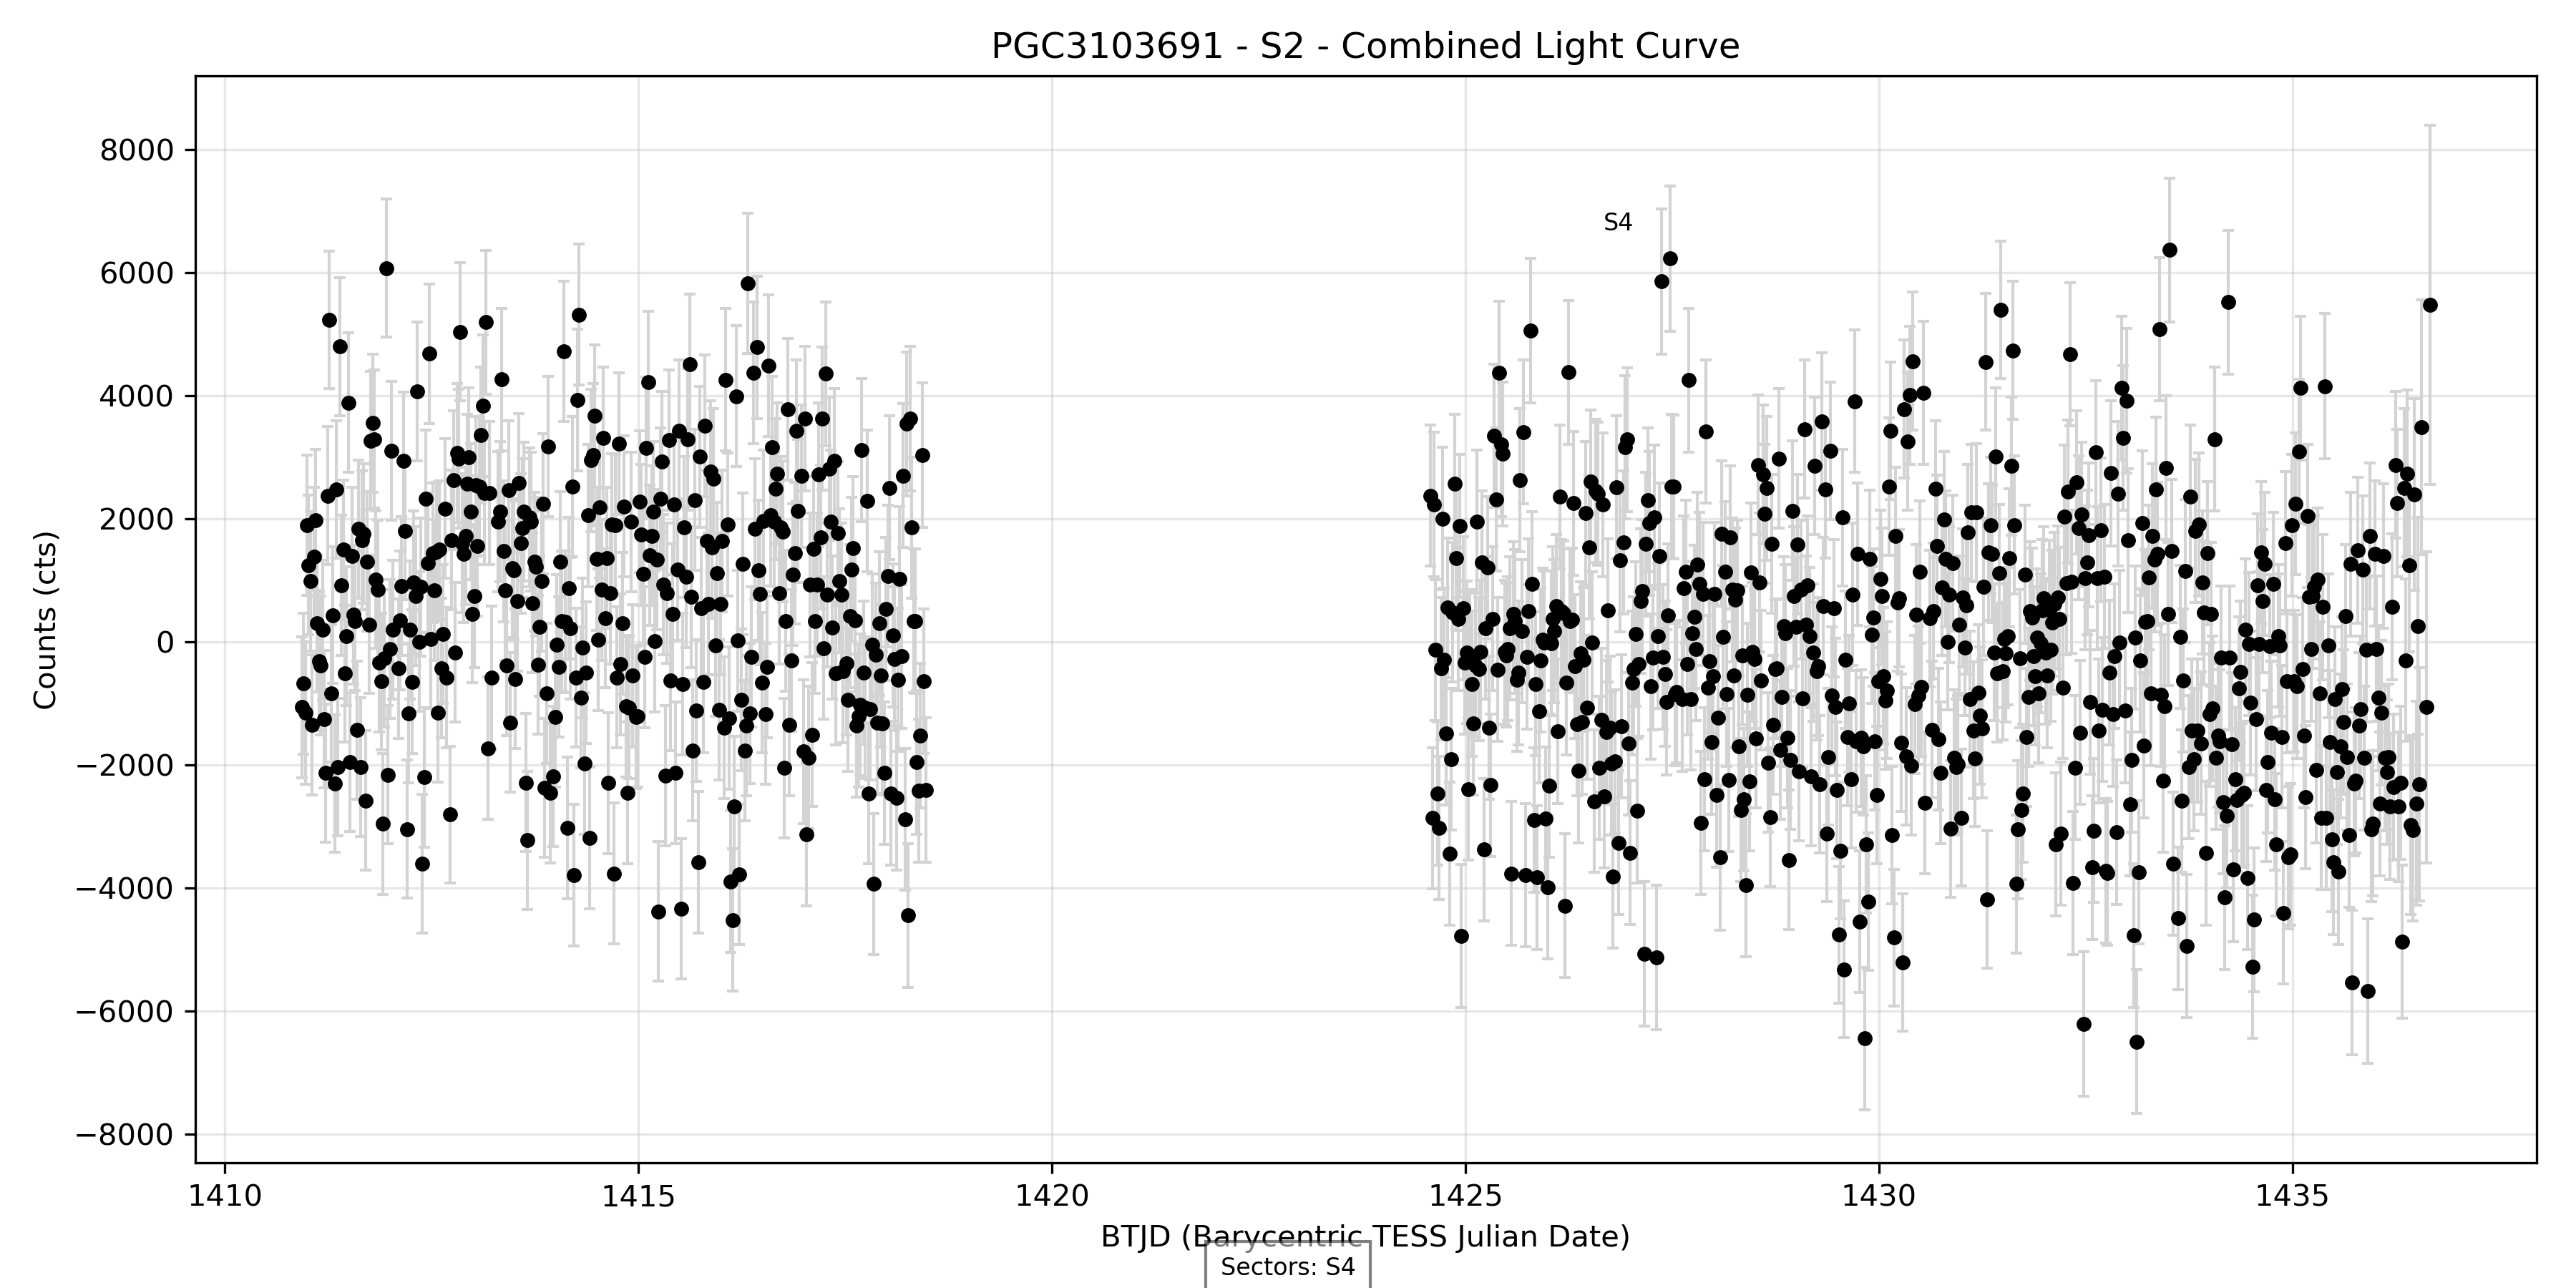 PGC3103691 - S2 - Combined Light Curve
Counts (cts)
8000
6000
4000
2000
0
−2000
−4000
−6000
−8000
S4
1410 1415 1420 1425 1430 1435
BTJD (Barycentric TESS Julian Date)
Sectors: S4